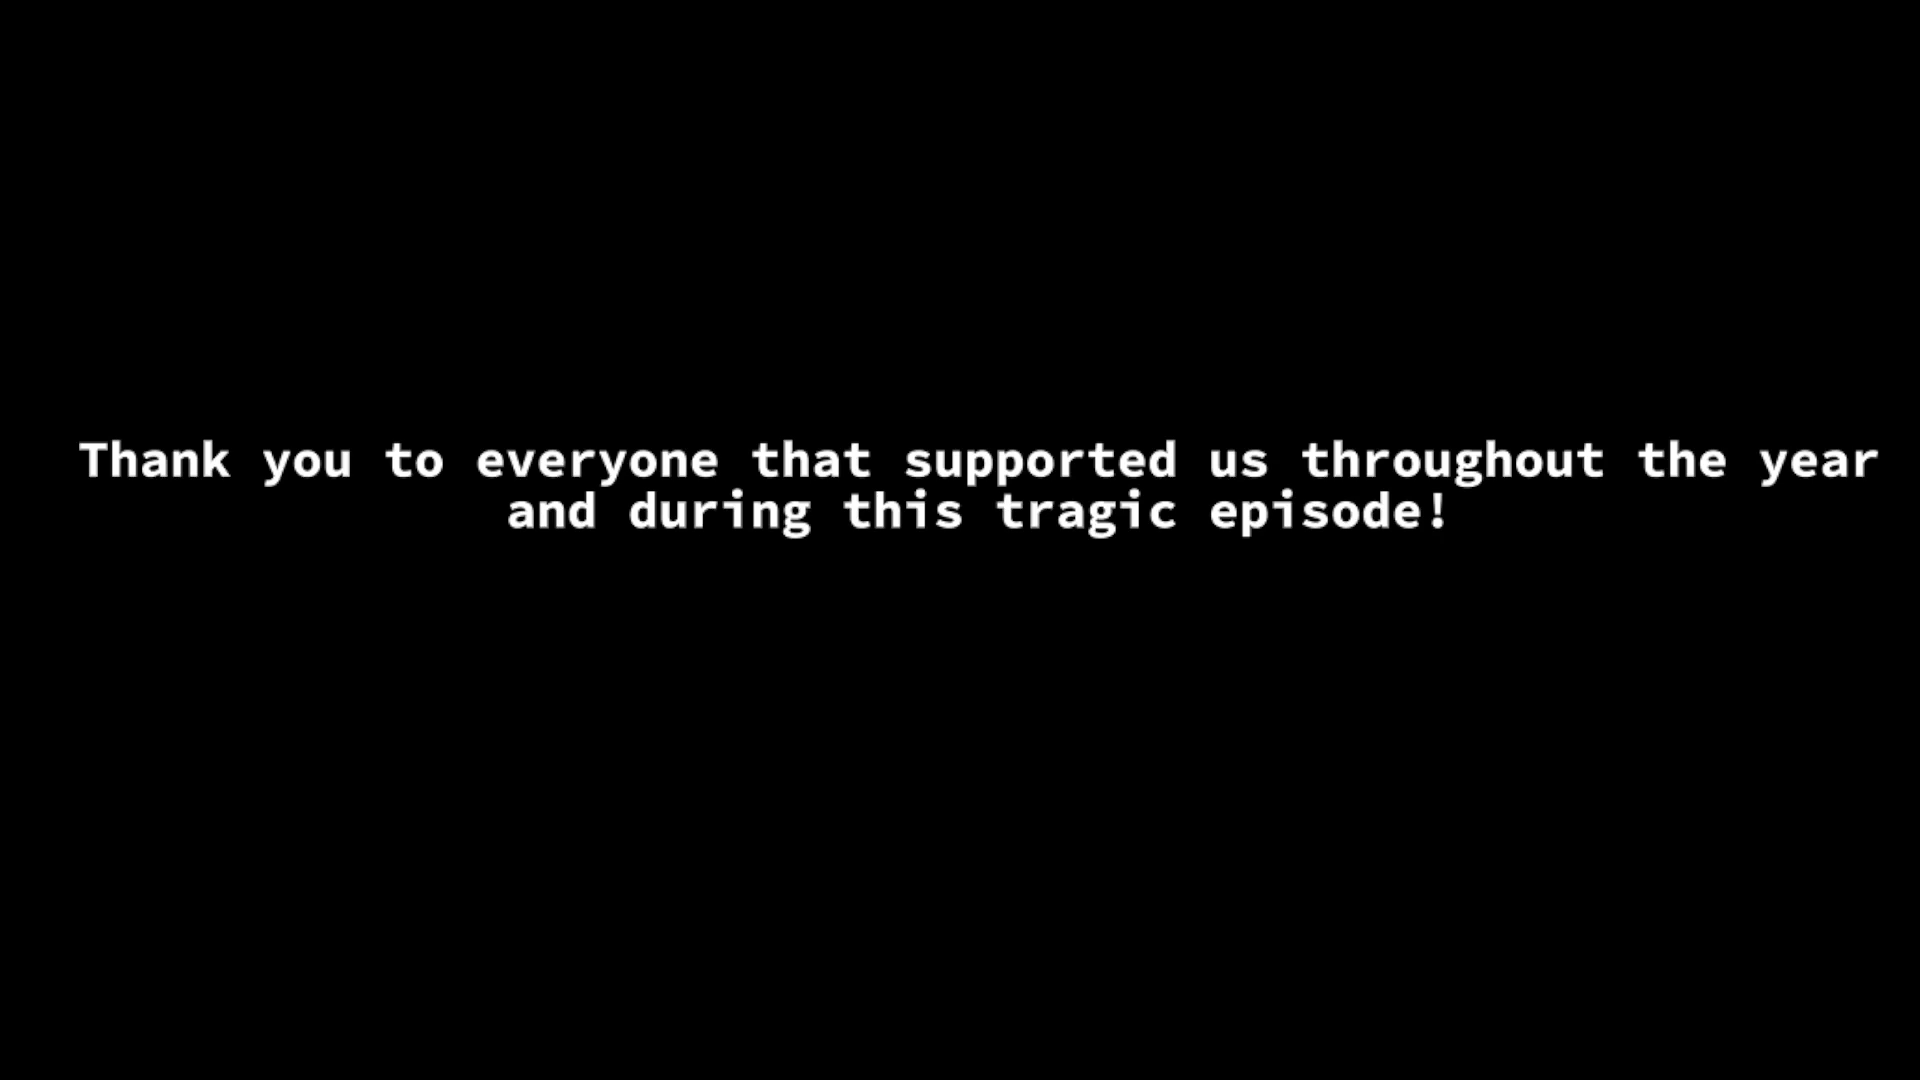 Thank you to everyone that supported us throughout the year
and during this tragic episode!